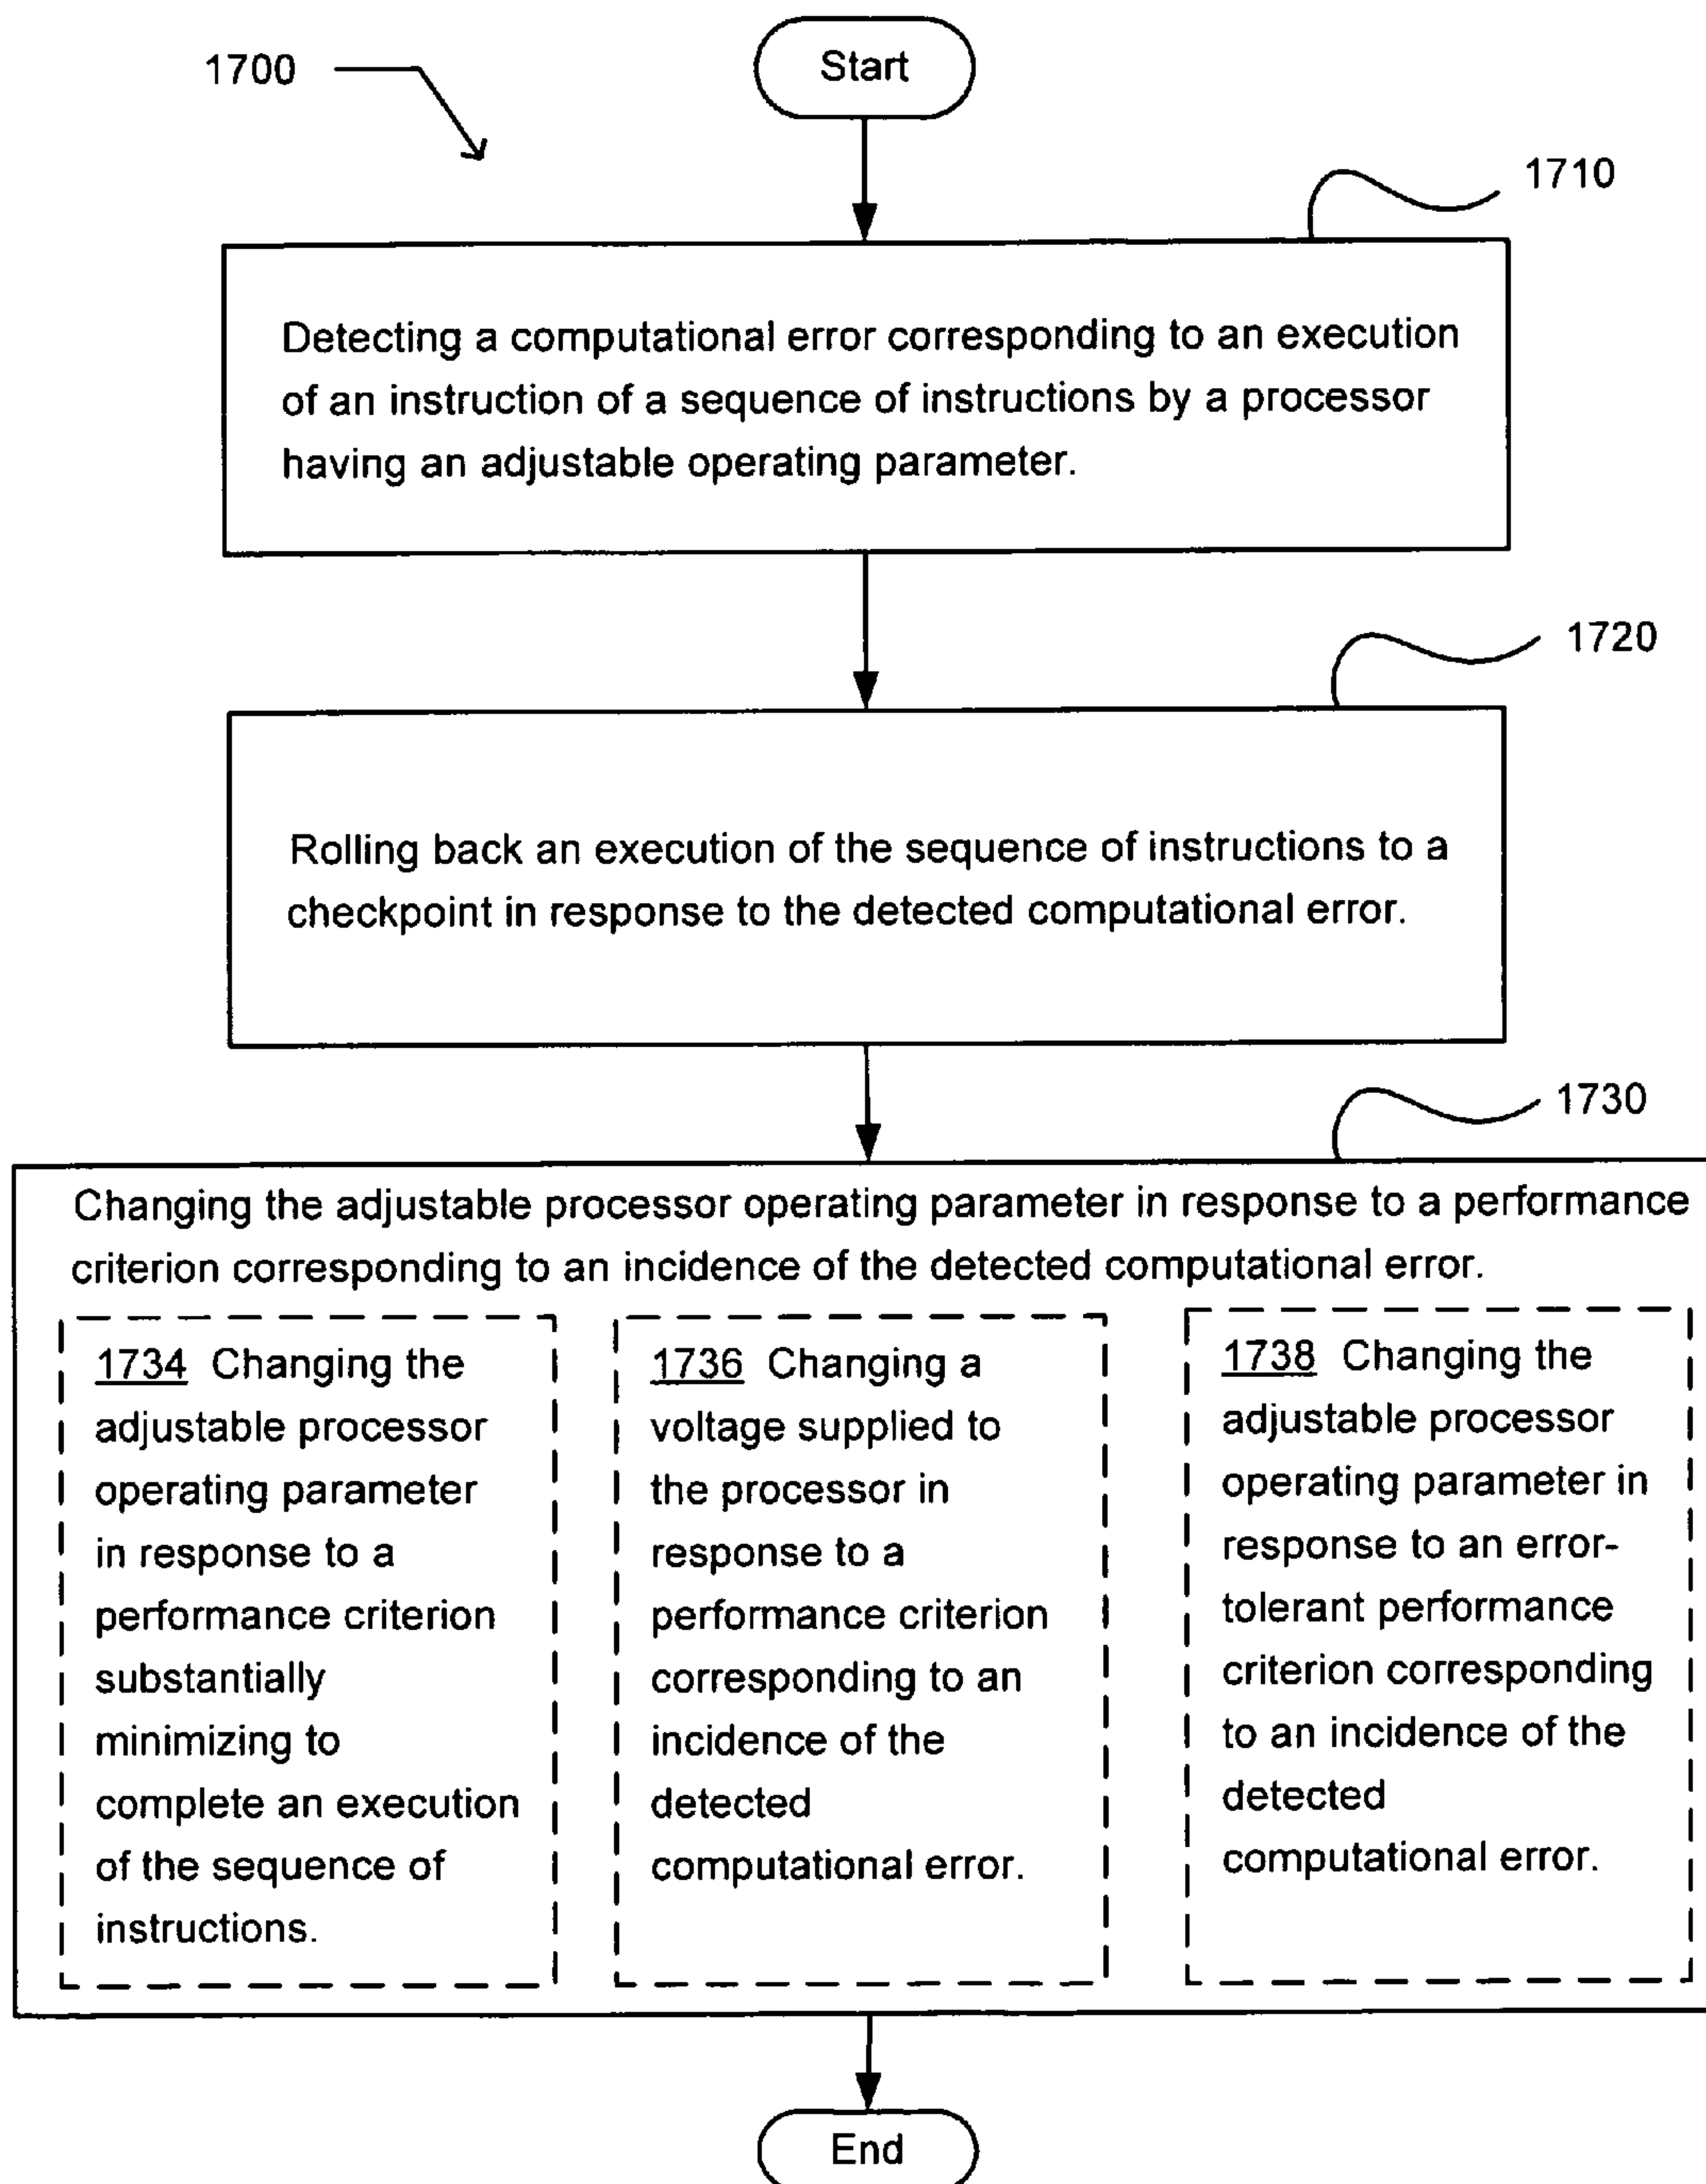 1700
Start
1710
Detecting a computational error corresponding to an execution
of an instruction of a sequence of instructions by a processor
having an adjustable operating parameter.
1720
Rolling back an execution of the sequence of instructions to a
checkpoint in response to the detected computational error.
1730
Changing the adjustable processor operating parameter in response to a performance
criterion corresponding to an incidence of the detected computational error.
1734 Changing the
adjustable processor
operating parameter
in response to a
performance criterion
substantially
minimizing to
complete an execution
of the sequence of
instructions.
1736 Changing a
voltage supplied to
the processor in
response to a
performance criterion
corresponding to an
incidence of the
detected
computational error.
1738 Changing the
adjustable processor
operating parameter in
response to an error-
tolerant performance
criterion corresponding
to an incidence of the
detected
computational error.
End